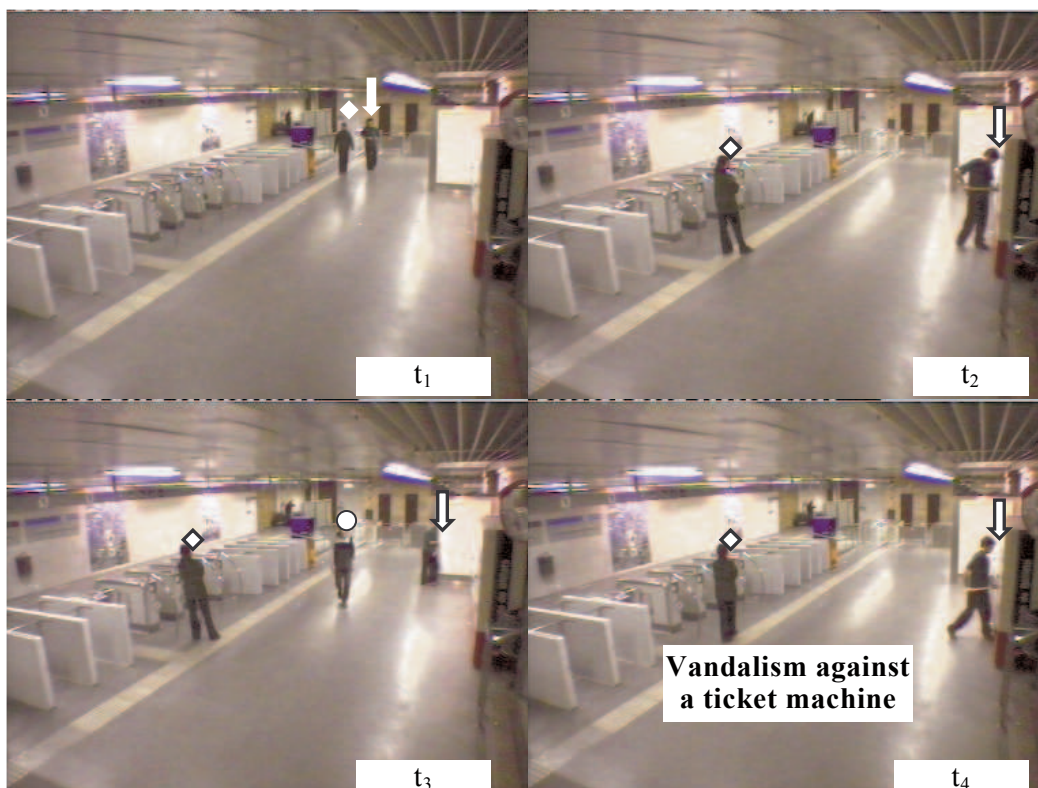 t₁
t₂
t₃
Vandalism against
a ticket machine
t₄